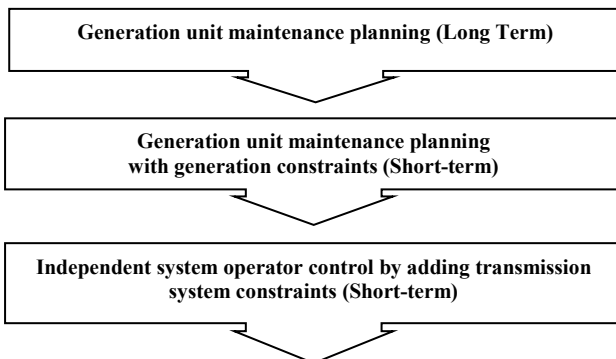 Generation unit maintenance planning (Long Term)
Generation unit maintenance planning
with generation constraints (Short-term)
Independent system operator control by adding transmission
system constraints (Short-term)